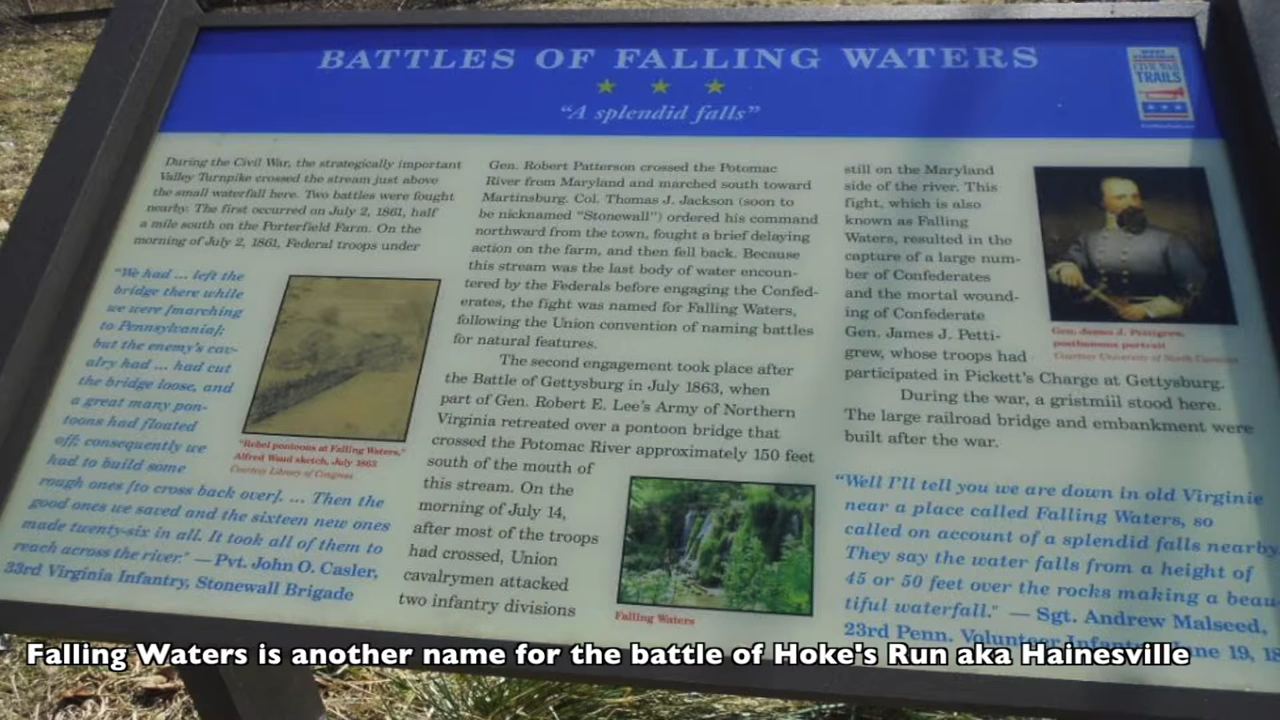 BATTLES OF FALLING WATERS
"A splendid falls"
WEST VIRGINIA
CIVIL WAR
TRAILS
During the Civil War, the strategically important
Valley Turnpike crossed the stream just above
the small waterfall here. Two battles were fought
nearby. The first occurred on July 2, 1861, half
a mile south on the Porterfield Farm. On the
morning of July 2, 1861, Federal troops under
"We had ... left the
bridge there while
we were [marching
to Pennsylvania];
but the enemy's cav-
alry had ... had cut
the bridge loose, and
a great many pon-
toons had floated
off; consequently we
had to build some
rough ones [to cross back over]. ... Then the
good ones we saved and the sixteen new ones
made twenty-six in all. It took all of them to
reach across the river." — Pvt. John O. Casler,
33rd Virginia Infantry, Stonewall Brigade
"Rebel pontoons at Falling Waters,"
Alfred Waud sketch, July 1863
Courtesy Library of Congress
Gen. Robert Patterson crossed the Potomac
River from Maryland and marched south toward
Martinsburg. Col. Thomas J. Jackson (soon to
be nicknamed "Stonewall") ordered his command
northward from the town, fought a brief delaying
action on the farm, and then fell back. Because
this stream was the last body of water encoun-
tered by the Federals before engaging the Confed-
erates, the fight was named for Falling Waters,
following the Union convention of naming battles
for natural features.
The second engagement took place after
the Battle of Gettysburg in July 1863, when
part of Gen. Robert E. Lee's Army of Northern
Virginia retreated over a pontoon bridge that
crossed the Potomac River approximately 150 feet
south of the mouth of
this stream. On the
morning of July 14,
after most of the troops
had crossed, Union
cavalrymen attacked
two infantry divisions
Falling Waters
still on the Maryland
side of the river. This
fight, which is also
known as Falling
Waters, resulted in the
capture of a large num-
ber of Confederates
and the mortal wound-
ing of Confederate
Gen. James J. Petti-
grew, whose troops had
participated in Pickett's Charge at Gettysburg.
During the war, a gristmill stood here.
The large railroad bridge and embankment were
built after the war.
Gen. James J. Pettigrew,
posthumous portrait
Courtesy University of North Carolina
"Well I'll tell you we are down in old Virginie
near a place called Falling Waters, so
called on account of a splendid falls nearby.
They say the water falls from a height of
45 or 50 feet over the rocks making a beau-
tiful waterfall." — Sgt. Andrew Malseed,
23rd Penn. Volunteer Infantry, June 19, 18
Falling Waters is another name for the battle of Hoke's Run aka Hainesville